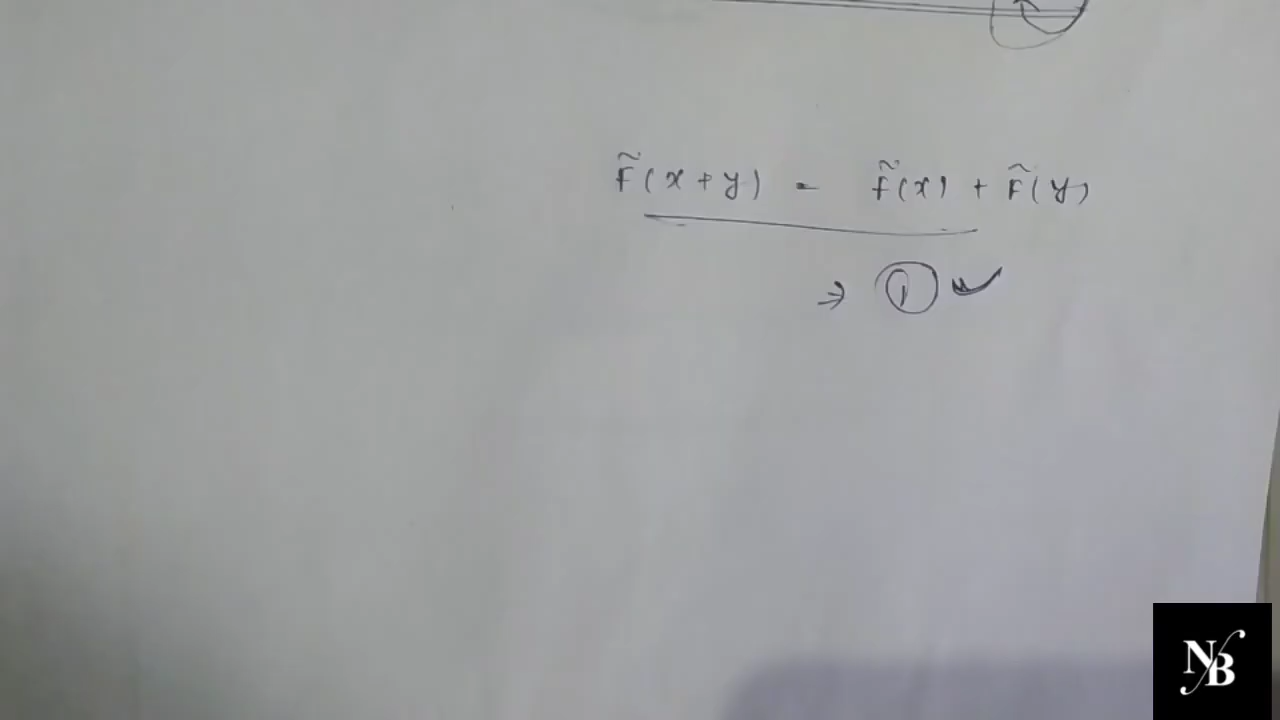 F̃(x+y) = F̃(x) + F̃(y)
→ ①
NB